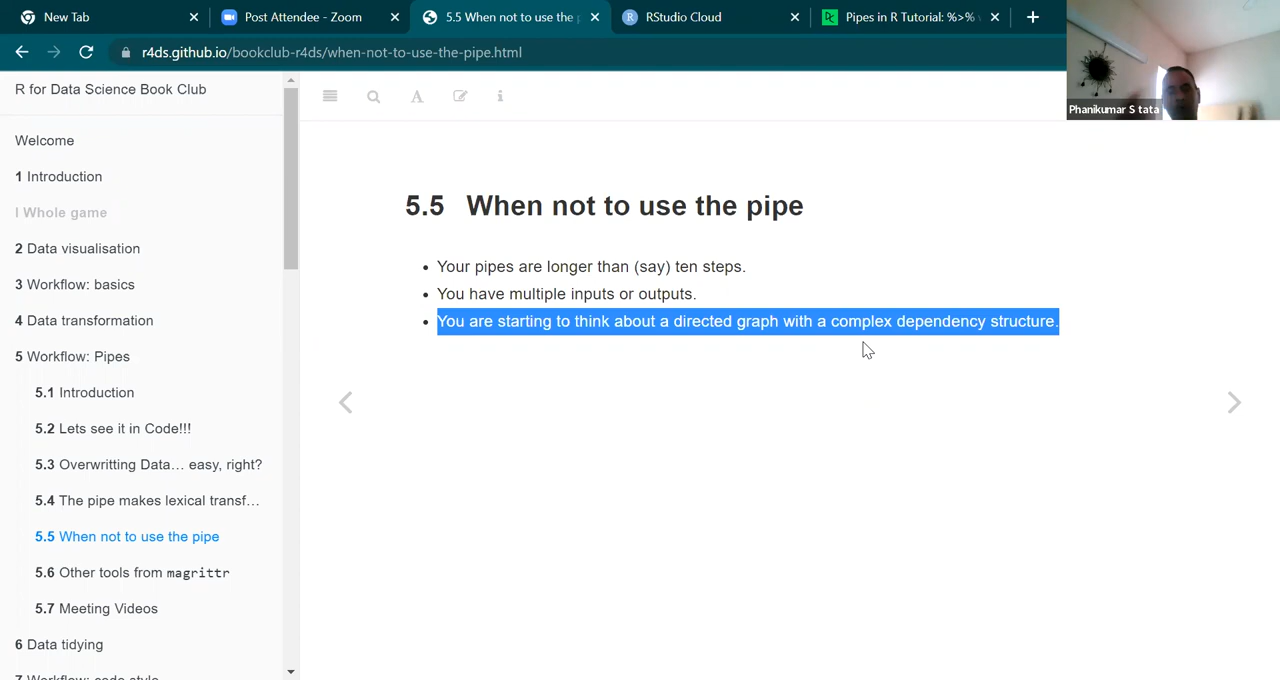 New Tab
Post Attendee - Zoom
5.5 When not to use the p
RStudio Cloud
Pipes in R Tutorial: %>%
r4ds.github.io/bookclub-r4ds/when-not-to-use-the-pipe.html
Phanikumar S tata
R for Data Science Book Club
Welcome
1 Introduction
I Whole game
2 Data visualisation
3 Workflow: basics
4 Data transformation
5 Workflow: Pipes
5.1 Introduction
5.2 Lets see it in Code!!!
5.3 Overwritting Data… easy, right?
5.4 The pipe makes lexical transf…
5.5 When not to use the pipe
5.6 Other tools from magrittr
5.7 Meeting Videos
6 Data tidying
7 Workflow: code style
5.5 When not to use the pipe
• Your pipes are longer than (say) ten steps.
• You have multiple inputs or outputs.
• You are starting to think about a directed graph with a complex dependency structure.